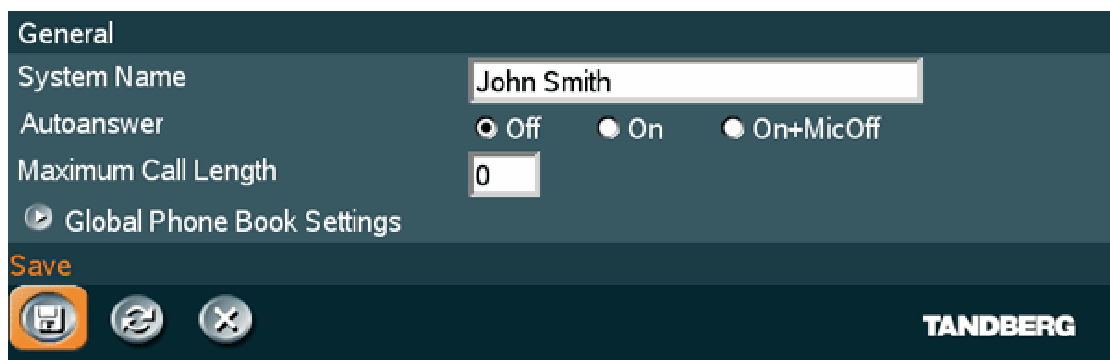 General
System Name John Smith
Autoanswer Off On On+MicOff
Maximum Call Length 0
Global Phone Book Settings
Save
TANDBERG